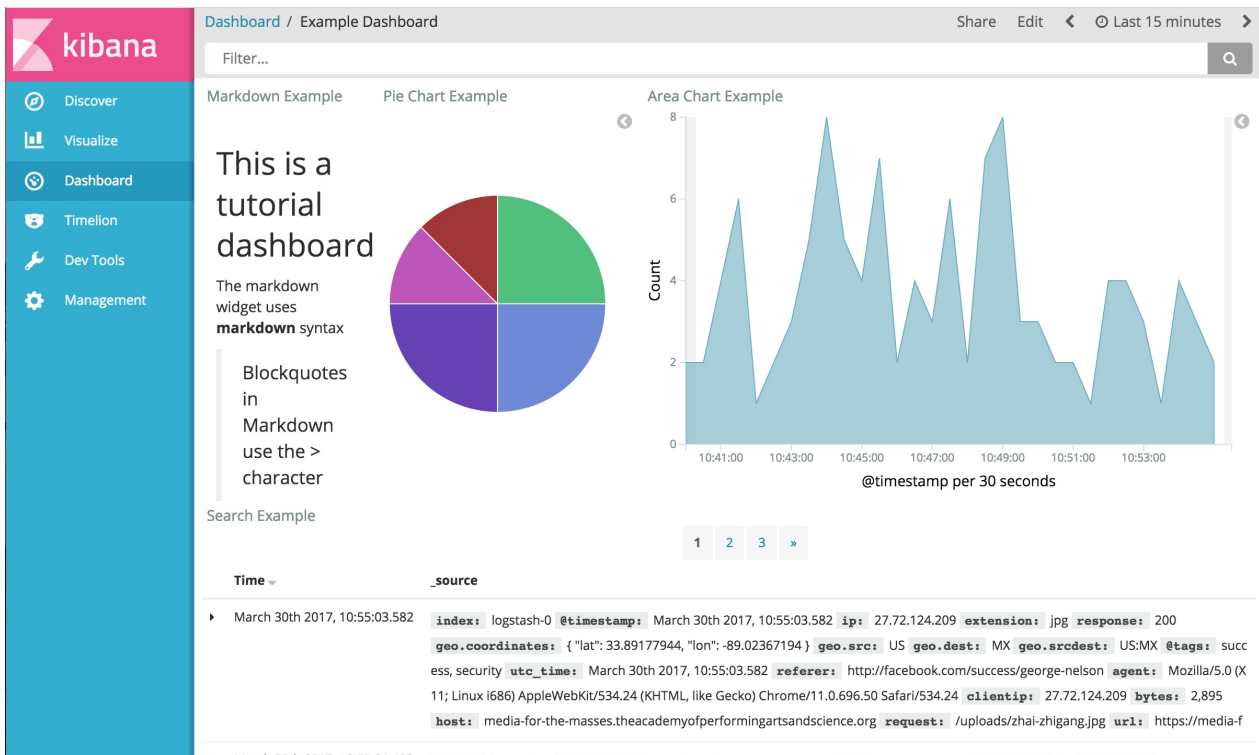 kibana
Discover
Visualize
Dashboard
Timelion
Dev Tools
Management
Dashboard / Example Dashboard
Share Edit Last 15 minutes
Filter...
Markdown Example
This is a
tutorial
dashboard
The markdown
widget uses
markdown syntax
Blockquotes
in
Markdown
use the >
character
Pie Chart Example
Area Chart Example
8
6
4
2
0
Count
10:41:00 10:43:00 10:45:00 10:47:00 10:49:00 10:51:00 10:53:00
@timestamp per 30 seconds
Search Example
1 2 3 »
Time _source
March 30th 2017, 10:55:03.582 index: logstash-0 @timestamp: March 30th 2017, 10:55:03.582 ip: 27.72.124.209 extension: jpg response: 200
geo.coordinates: { "lat": 33.89177944, "lon": -89.02367194 } geo.src: US geo.dest: MX geo.srcdest: US:MX @tags: succ
ess, security utc_time: March 30th 2017, 10:55:03.582 referer: http://facebook.com/success/george-nelson agent: Mozilla/5.0 (X
11; Linux i686) AppleWebKit/534.24 (KHTML, like Gecko) Chrome/11.0.696.50 Safari/534.24 clientip: 27.72.124.209 bytes: 2,895
host: media-for-the-masses.theacademyofperformingartsandscience.org request: /uploads/zhai-zhigang.jpg url: https://media-f